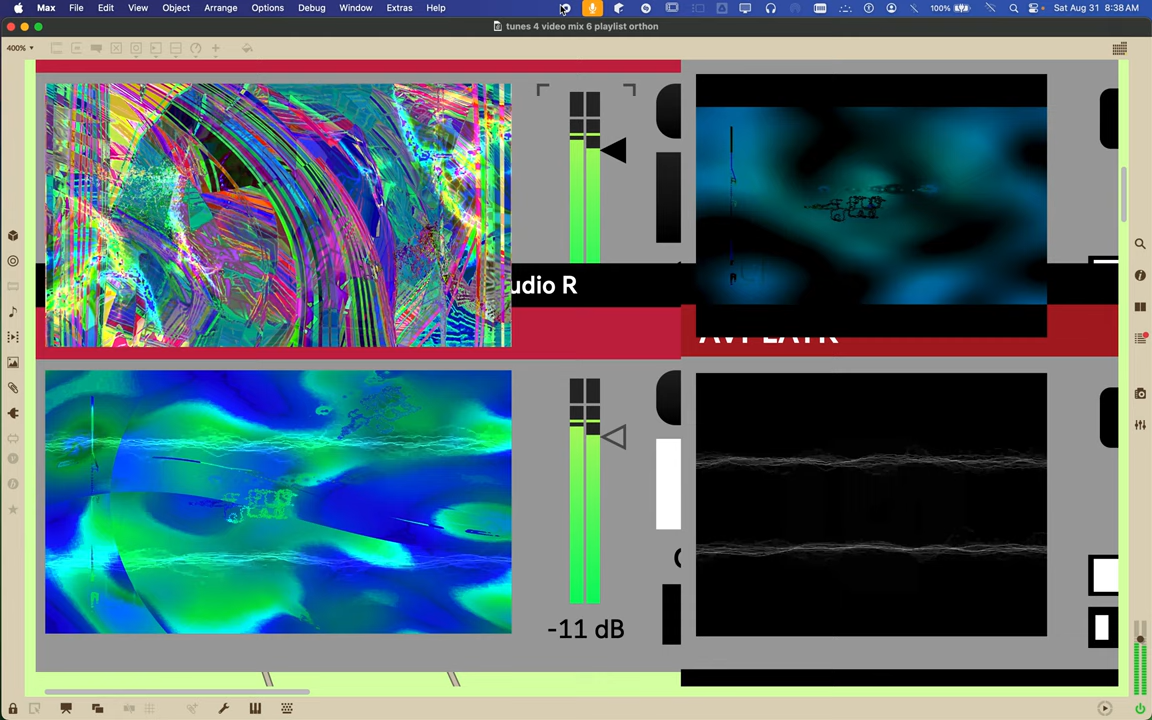 Max File Edit View Object Arrange Options Debug Window Extras Help
100% Sat Aug 31 8:38 AM
tunes 4 video mix 6 playlist orthon
400%
udio R
-11 dB